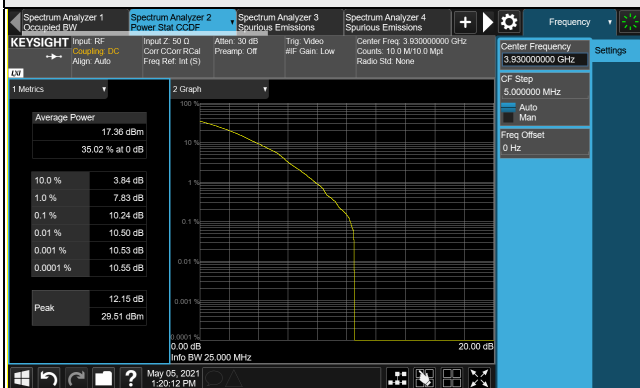 Spectrum Analyzer 1
Occupied BW
Spectrum Analyzer 2
Power Stat CCDF
Spectrum Analyzer 3
Spurious Emissions
Spectrum Analyzer 4
Spurious Emissions
Frequency
KEYSIGHT
Input: RF
Coupling: DC
Align: Auto
Input Z: 50 Ω
Corr CCorr RCal
Freq Ref: Int (S)
Atten: 30 dB
Preamp: Off
Trig: Video
#IF Gain: Low
Center Freq: 3.930000000 GHz
Counts: 10.0 M/10.0 Mpt
Radio Std: None
LXI
Center Frequency
3.930000000 GHz
Settings
CF Step
5.000000 MHz
Auto
Man
Freq Offset
0 Hz
1 Metrics
Average Power
17.36 dBm
35.02 % at 0 dB
10.0 % 3.84 dB
1.0 % 7.83 dB
0.1 % 10.24 dB
0.01 % 10.50 dB
0.001 % 10.53 dB
0.0001 % 10.55 dB
Peak
12.15 dB
29.51 dBm
2 Graph
100 %
10 %
1 %
0.1 %
0.01 %
0.001 %
0.0001 %
0.00 dB
20.00 dB
Info BW 25.000 MHz
?
May 05, 2021
1:20:12 PM